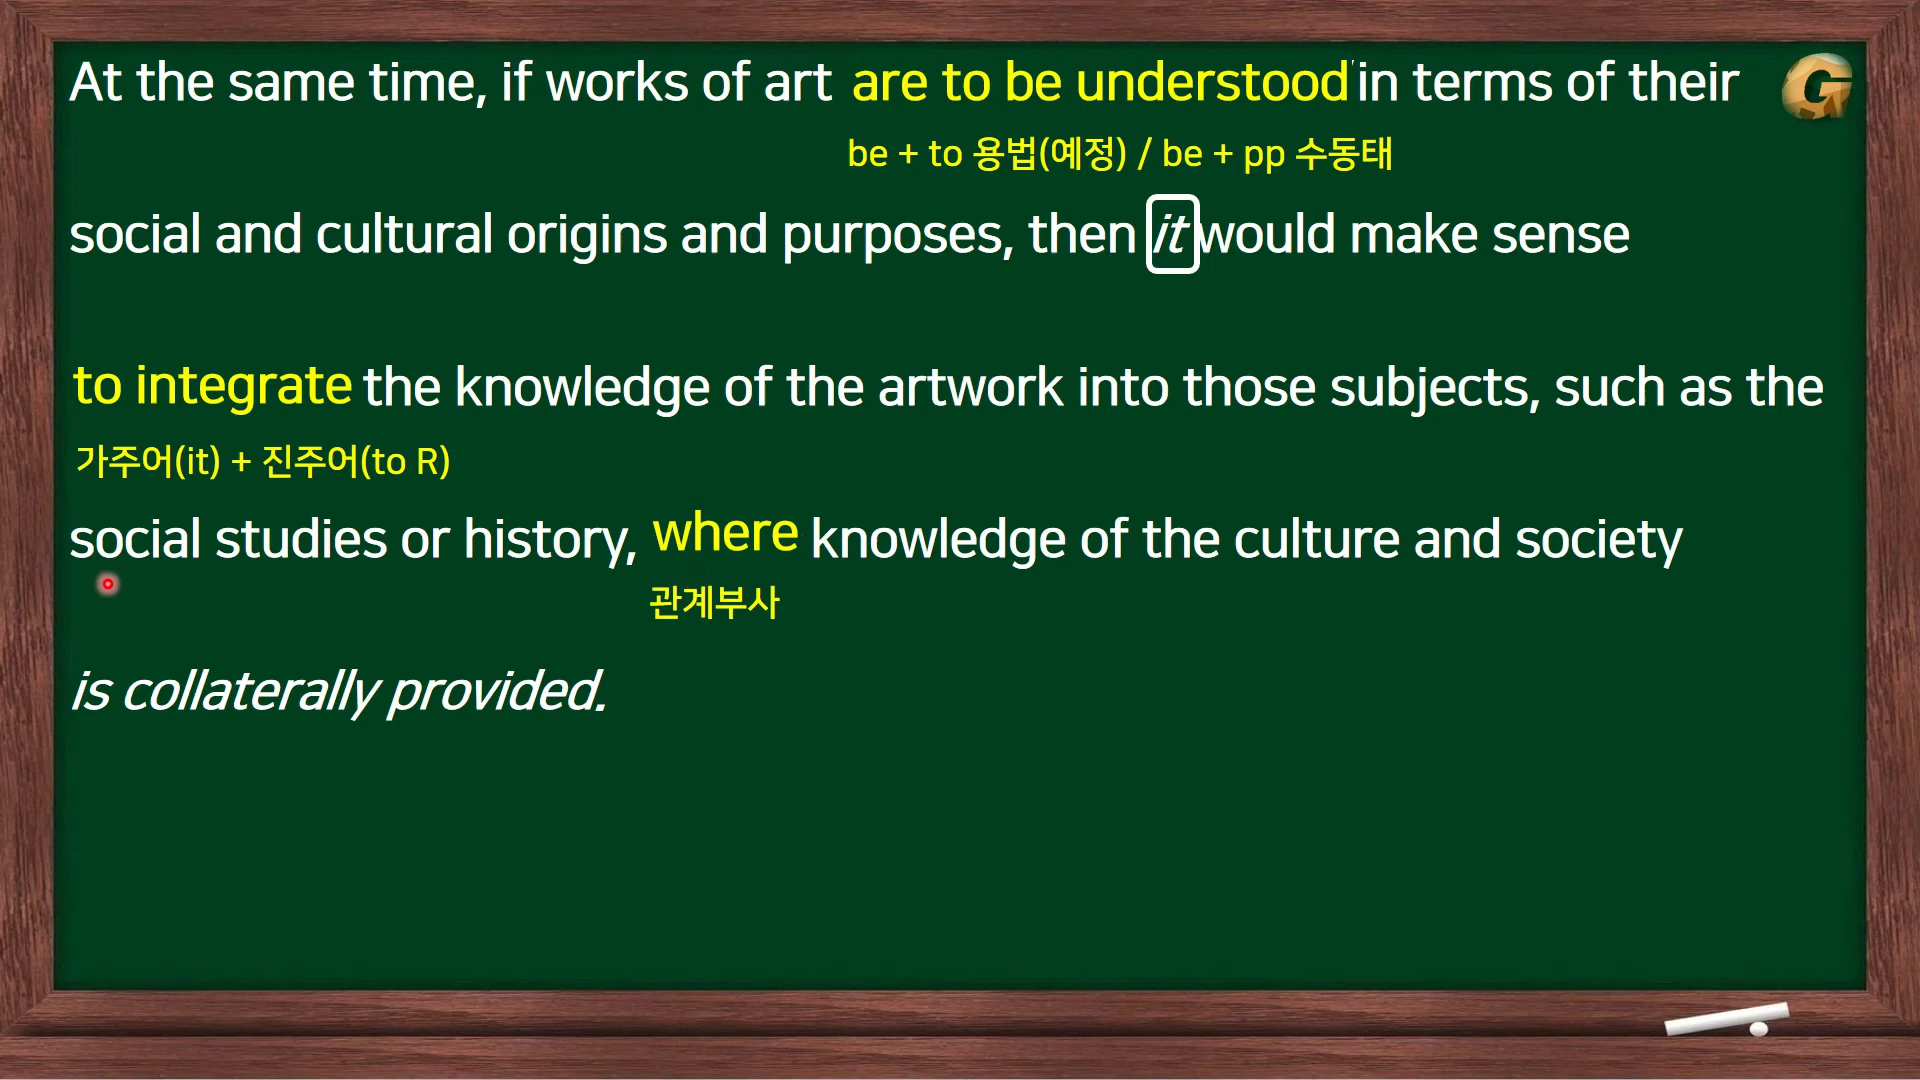 At the same time, if works of art are to be understood in terms of their
be + to 용법(예정) / be + pp 수동태
social and cultural origins and purposes, then it would make sense
to integrate the knowledge of the artwork into those subjects, such as the
가주어(it) + 진주어(to R)
social studies or history, where knowledge of the culture and society
관계부사
is collaterally provided.
G